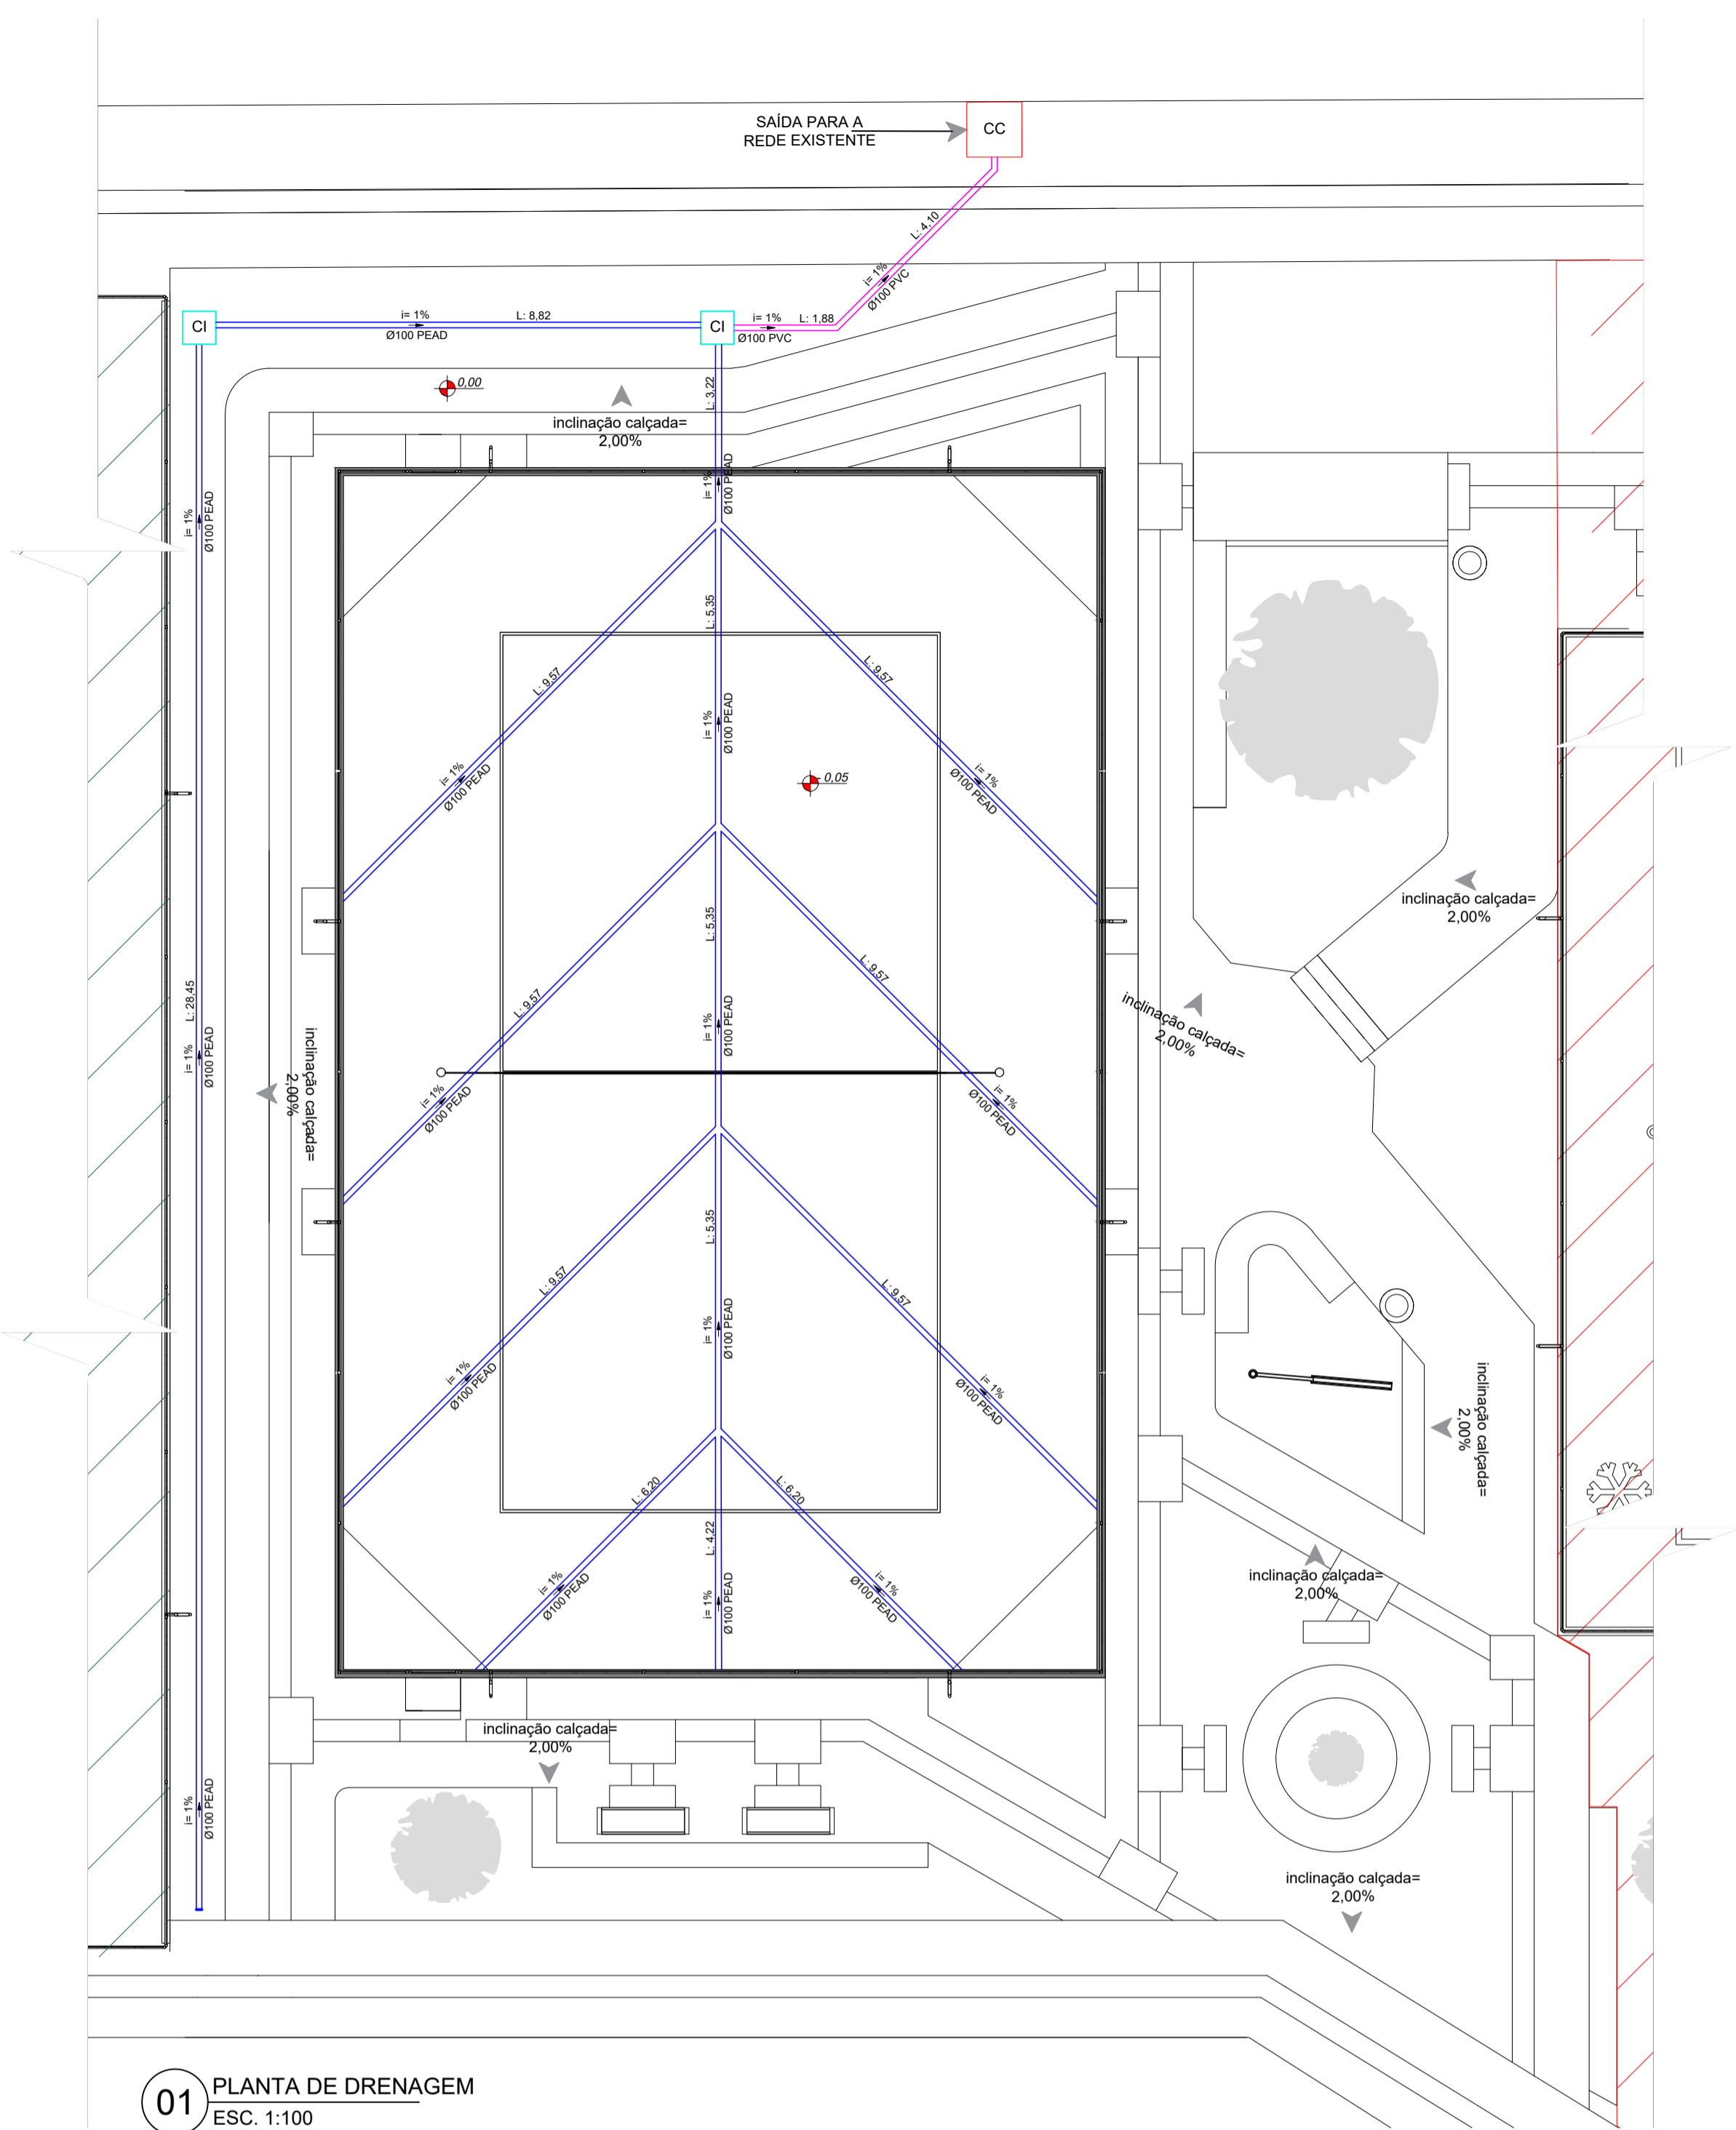 SAÍDA PARA A
REDE EXISTENTE
CC
L: 4,10
i= 1%
Ø100 PVC
CI
i= 1%
L: 8,82
Ø100 PEAD
CI
i= 1%
L: 1,88
Ø100 PVC
0,00
L: 3,22
inclinação calçada=
2,00%
i= 1%
Ø100 PEAD
i= 1%
Ø100 PEAD
L: 5,35
L: 9,57
L: 9,57
i= 1%
Ø100 PEAD
i= 1%
Ø100 PEAD
i= 1%
Ø100 PEAD
- 0,05
inclinação calçada=
2,00%
L: 5,35
L: 9,57
L: 9,57
L: 28,45
i= 1%
Ø100 PEAD
i= 1%
Ø100 PEAD
inclinação calçada=
2,00%
inclinação calçada=
2,00%
i= 1%
Ø100 PEAD
i= 1%
Ø100 PEAD
L: 5,35
L: 9,57
L: 9,57
i= 1%
Ø100 PEAD
i= 1%
Ø100 PEAD
i= 1%
Ø100 PEAD
inclinação calçada=
2,00%
L: 6,20
L: 6,20
L: 4,22
i= 1%
Ø100 PEAD
i= 1%
Ø100 PEAD
i= 1%
Ø100 PEAD
inclinação calçada=
2,00%
inclinação calçada=
2,00%
i= 1%
Ø100 PEAD
inclinação calçada=
2,00%
01
PLANTA DE DRENAGEM
ESC. 1:100